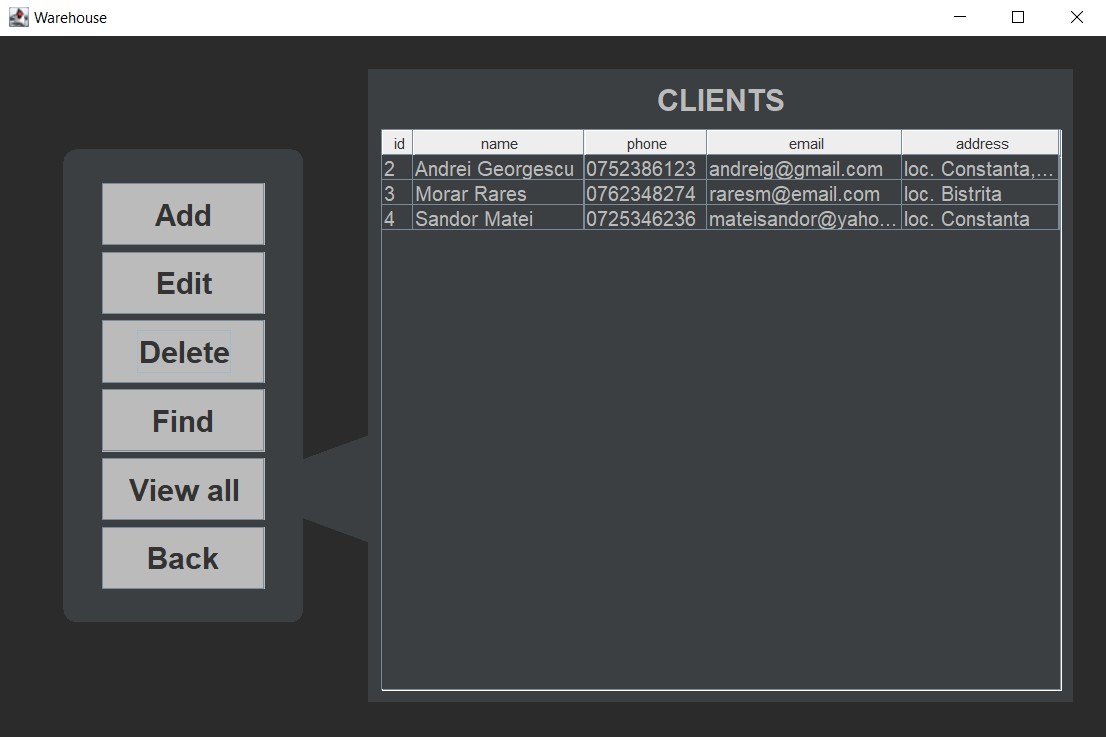 Warehouse
CLIENTS
id name phone email address
2 Andrei Georgescu 0752386123 andreig@gmail.com loc. Constanta,...
3 Morar Rares 0762348274 raresm@email.com loc. Bistrita
4 Sandor Matei 0725346236 mateisandor@yaho... loc. Constanta
Add
Edit
Delete
Find
View all
Back